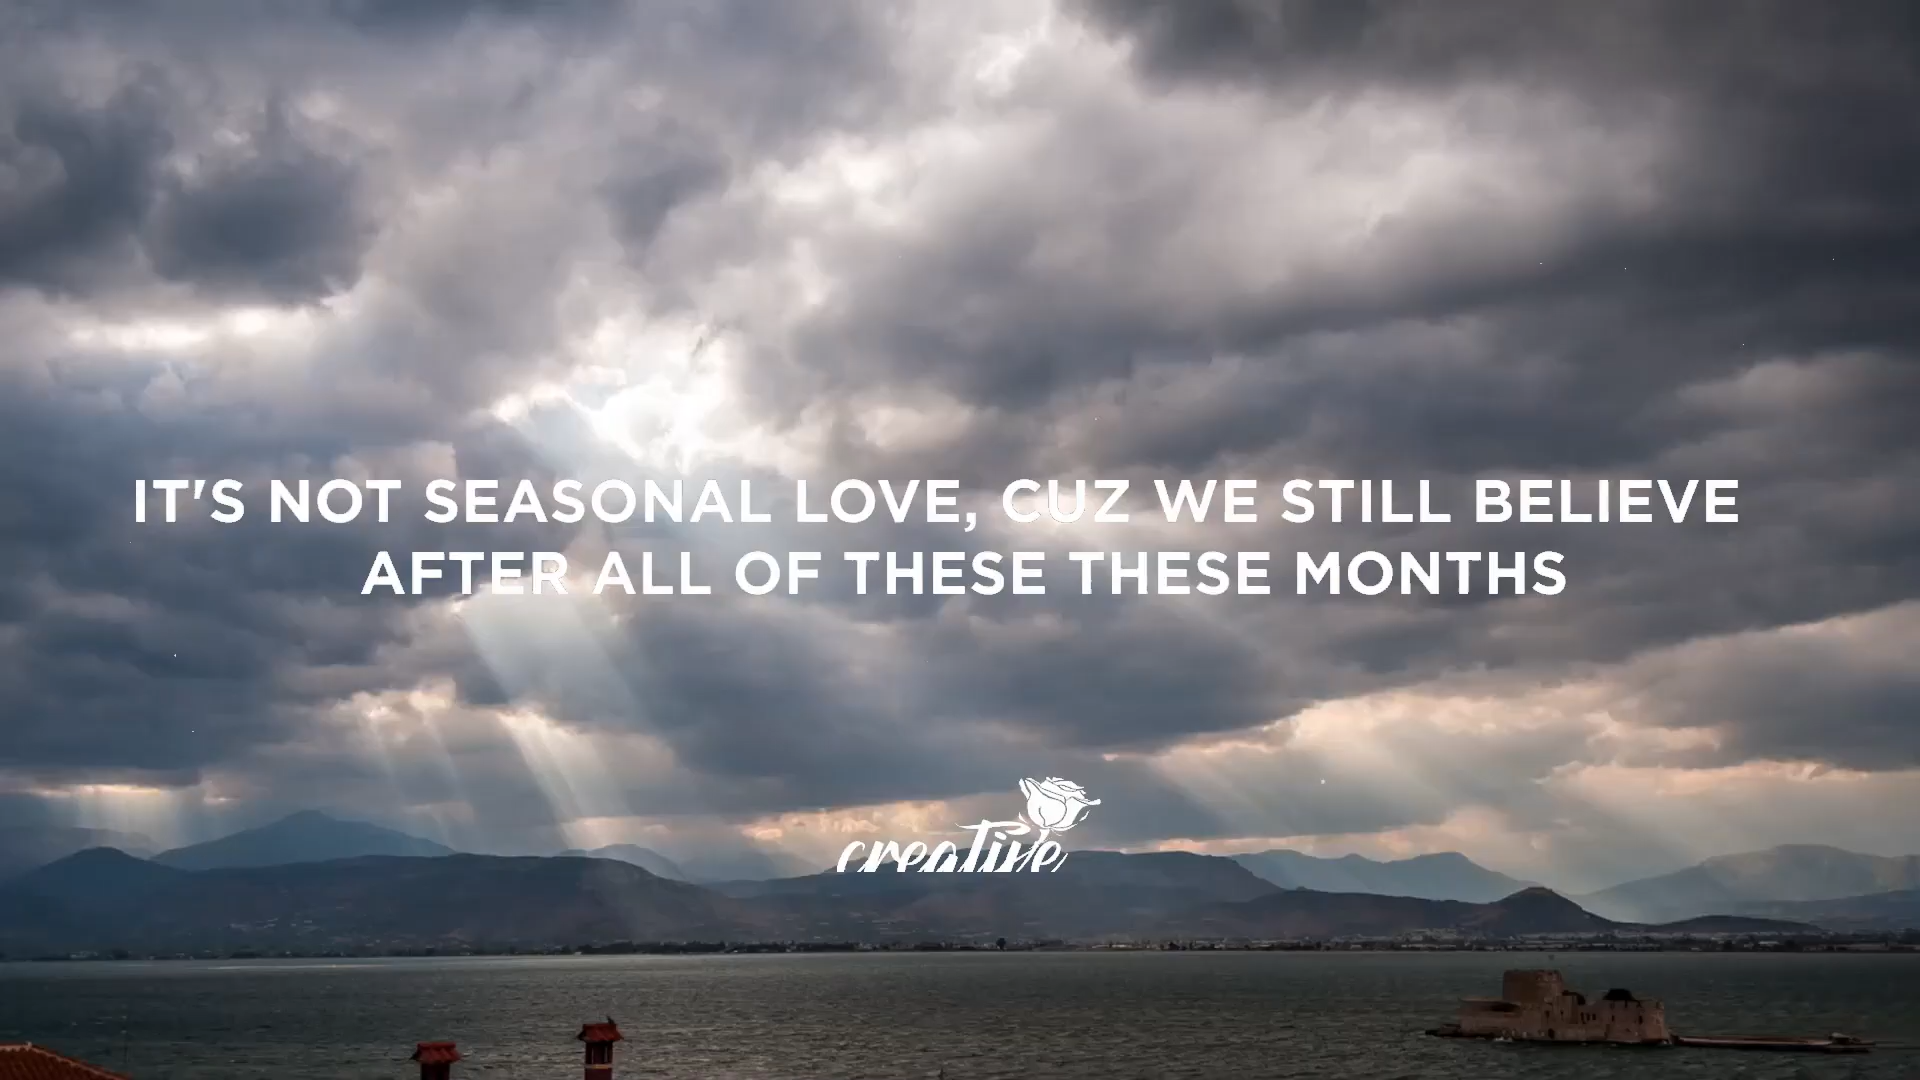 IT'S NOT SEASONAL LOVE, CUZ WE STILL BELIEVE
AFTER ALL OF THESE THESE MONTHS
creative